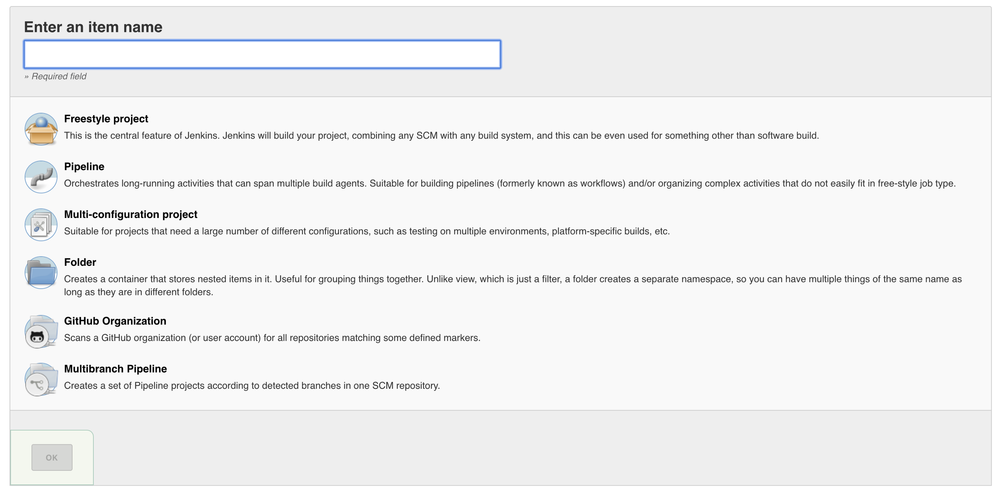 Enter an item name
» Required field
Freestyle project
This is the central feature of Jenkins. Jenkins will build your project, combining any SCM with any build system, and this can be even used for something other than software build.
Pipeline
Orchestrates long-running activities that can span multiple build agents. Suitable for building pipelines (formerly known as workflows) and/or organizing complex activities that do not easily fit in free-style job type.
Multi-configuration project
Suitable for projects that need a large number of different configurations, such as testing on multiple environments, platform-specific builds, etc.
Folder
Creates a container that stores nested items in it. Useful for grouping things together. Unlike view, which is just a filter, a folder creates a separate namespace, so you can have multiple things of the same name as
long as they are in different folders.
GitHub Organization
Scans a GitHub organization (or user account) for all repositories matching some defined markers.
Multibranch Pipeline
Creates a set of Pipeline projects according to detected branches in one SCM repository.
OK